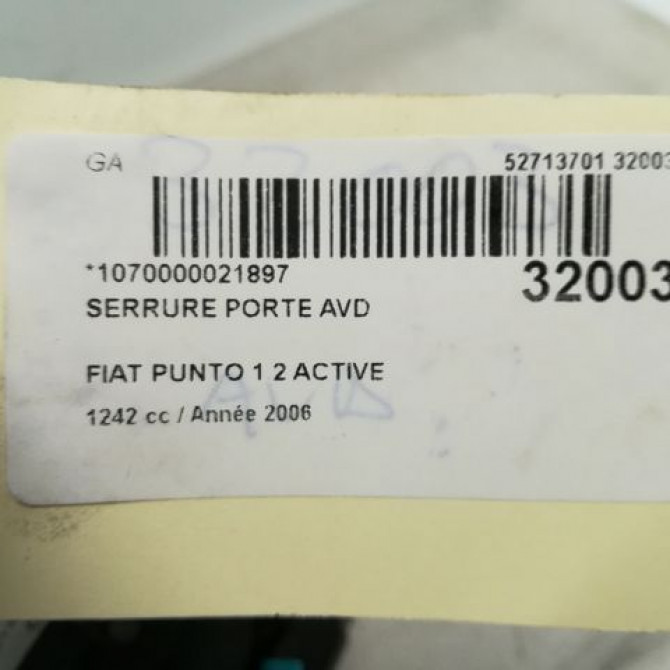 GA 52713701 32003
*1070000021897 32003
SERRURE PORTE AVD
FIAT PUNTO 1 2 ACTIVE
1242 cc / Année 2006